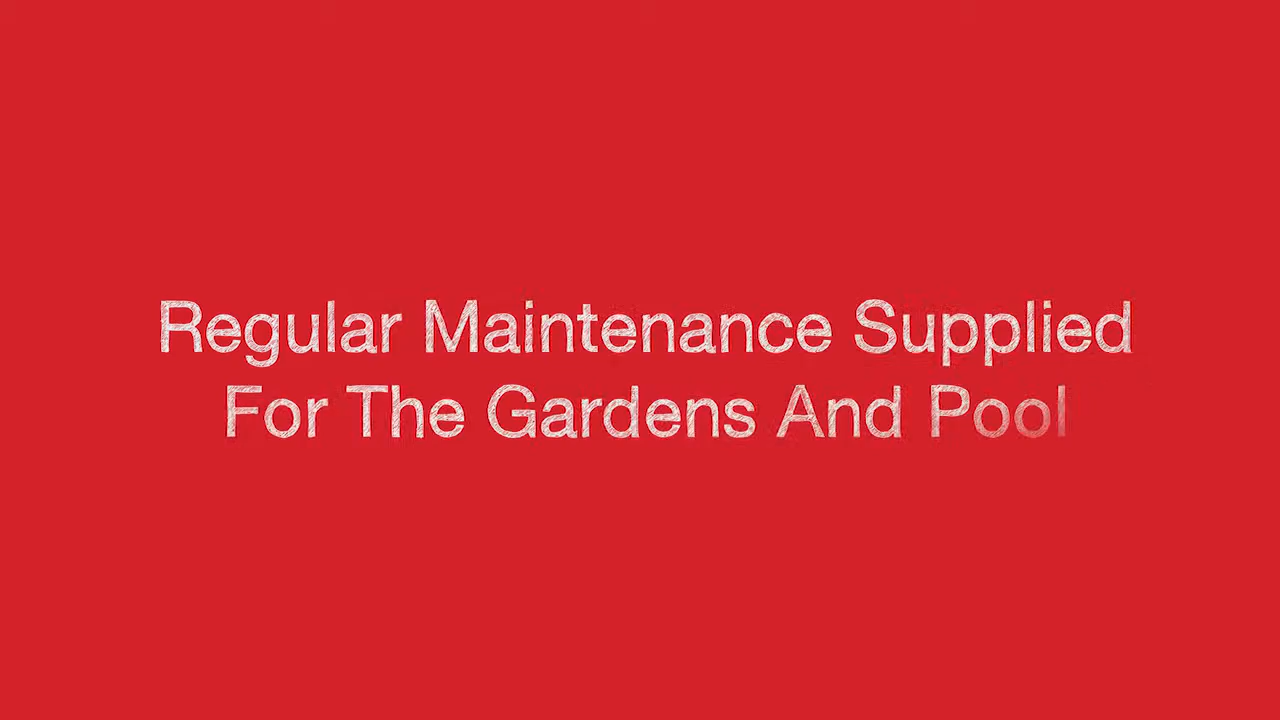 Regular Maintenance Supplied
For The Gardens And Pool